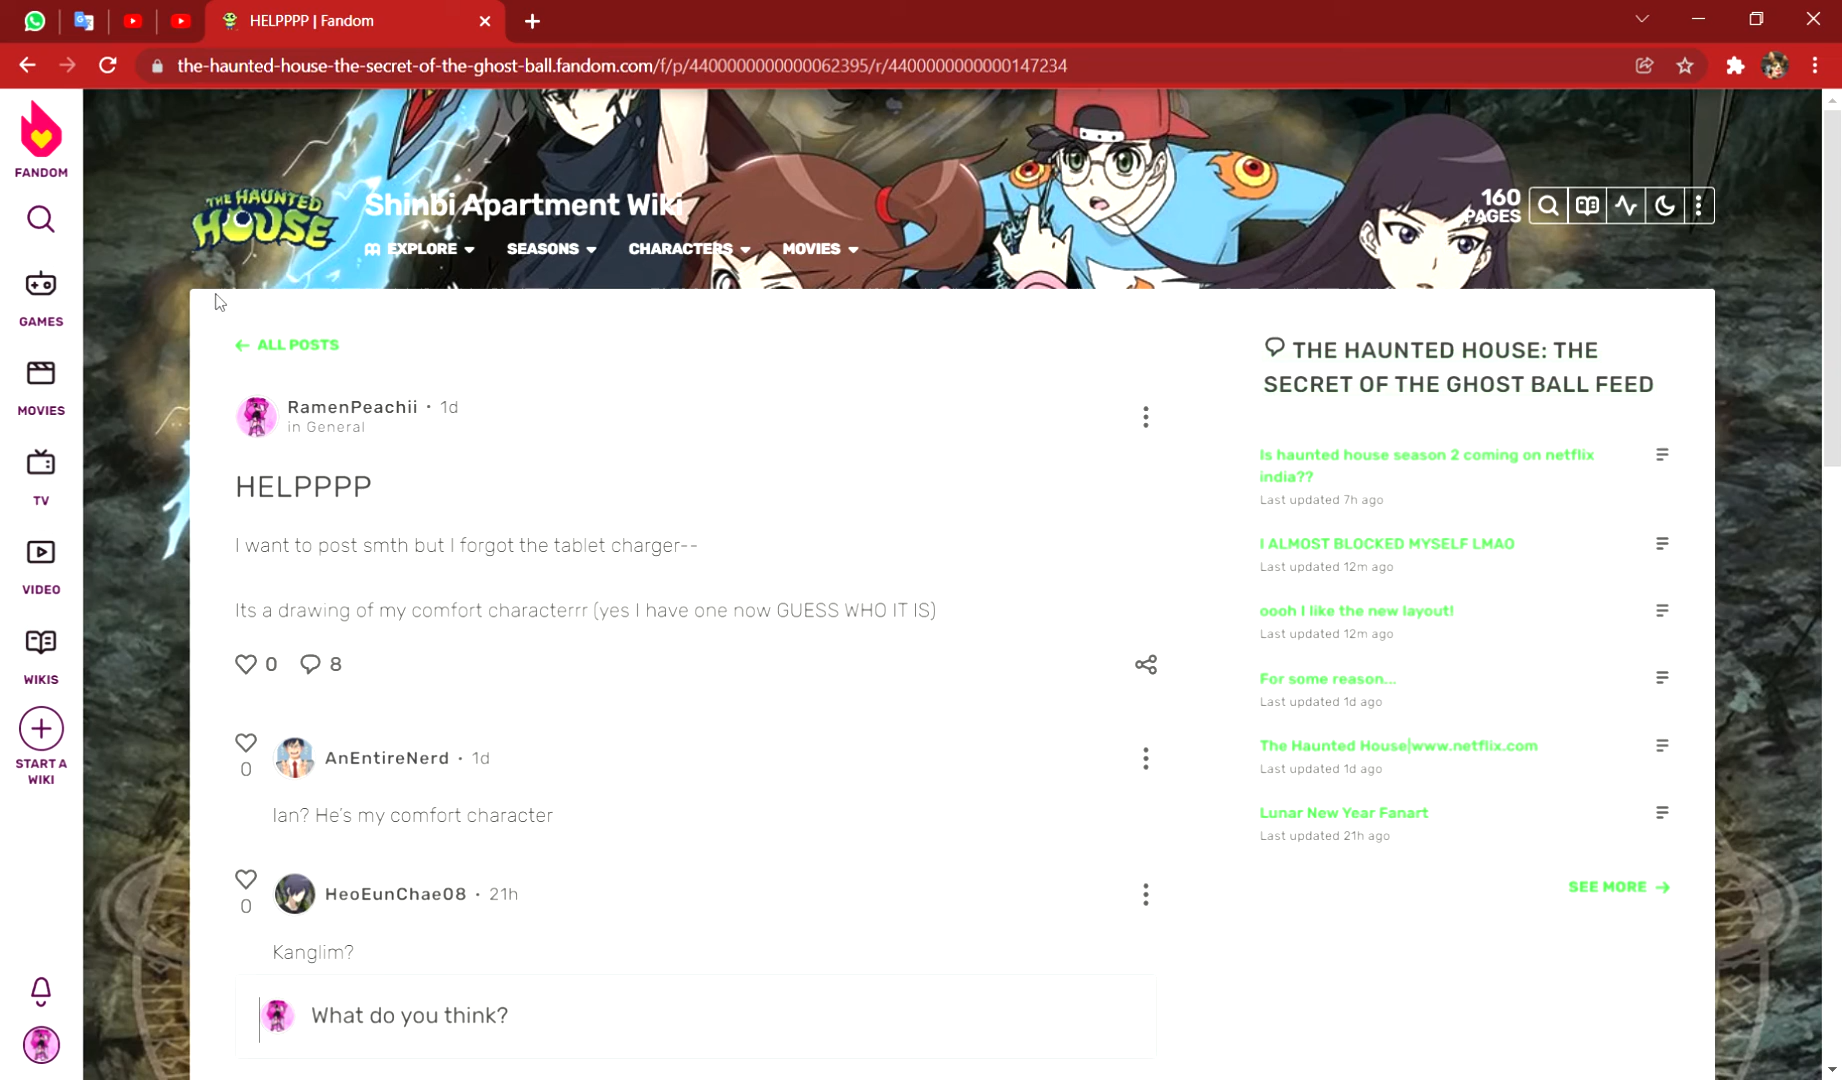 HELPPPP | Fandom
the-haunted-house-the-secret-of-the-ghost-ball.fandom.com/f/p/4400000000000062395/r/4400000000000147234
FANDOM
GAMES
MOVIES
TV
VIDEO
WIKIS
START A
WIKI
THE HAUNTED
HOUSE
Shinbi Apartment Wiki
EXPLORE
SEASONS
CHARACTERS
MOVIES
160
PAGES
ALL POSTS
RamenPeachii • 1d
in General
HELPPPP
I want to post smth but I forgot the tablet charger--
Its a drawing of my comfort characterrr (yes I have one now GUESS WHO IT IS)
0
8
AnEntireNerd • 1d
0
Ian? He's my comfort character
HeoEunChae08 • 21h
0
Kanglim?
What do you think?
THE HAUNTED HOUSE: THE
SECRET OF THE GHOST BALL FEED
Is haunted house season 2 coming on netflix
india??
Last updated 7h ago
I ALMOST BLOCKED MYSELF LMAO
Last updated 12m ago
oooh I like the new layout!
Last updated 12m ago
For some reason...
Last updated 1d ago
The Haunted House|www.netflix.com
Last updated 1d ago
Lunar New Year Fanart
Last updated 21h ago
SEE MORE